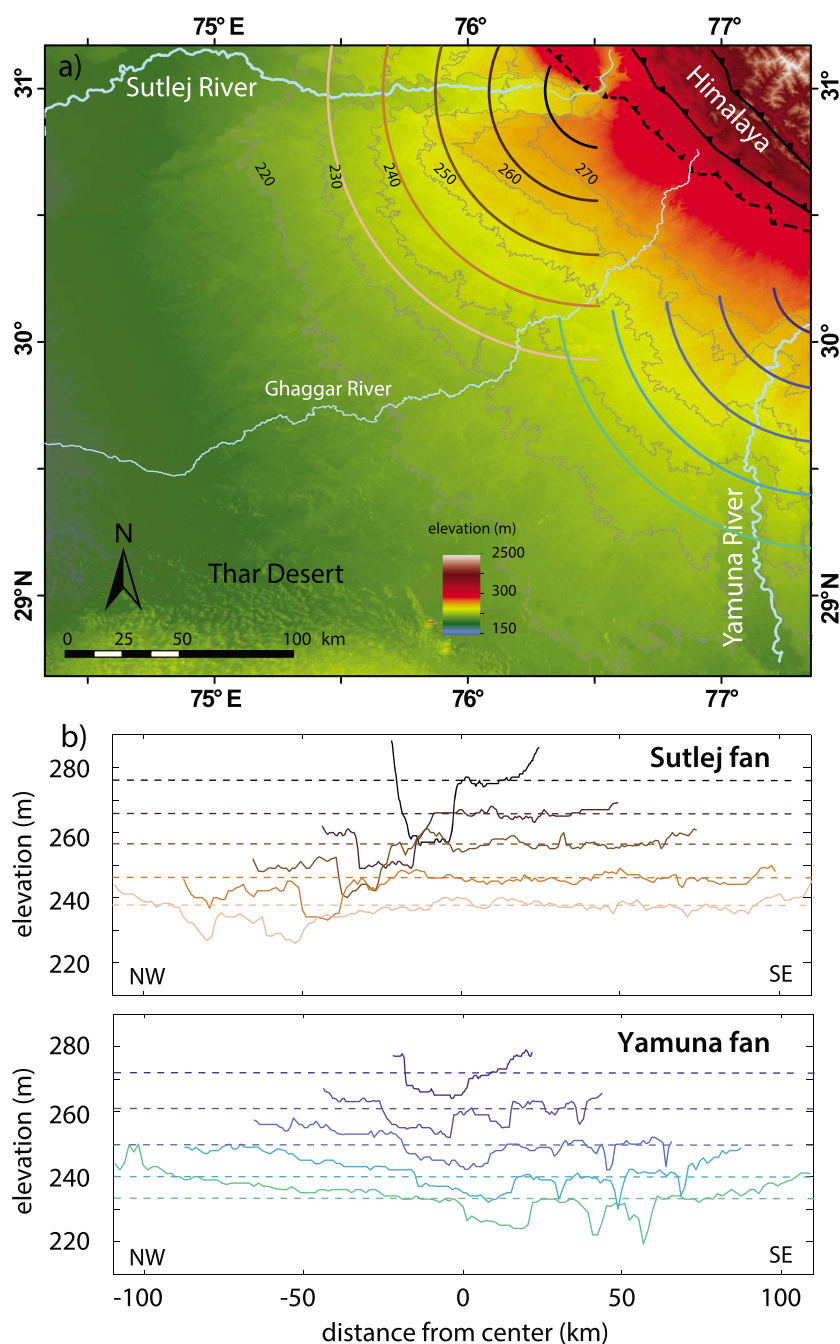 75° E 76° 77°
a)
31°
31°
Sutlej River
Himalaya
220
230
240
250
260
270
30°
30°
Ghaggar River
N
Thar Desert
elevation (m)
2500
300
150
Yamuna River
29° N
29° N
0 25 50 100 km
75° E 76° 77°
b)
Sutlej fan
280
260
240
220
elevation (m)
NW SE
Yamuna fan
280
260
240
220
elevation (m)
NW SE
-100 -50 0 50 100
distance from center (km)